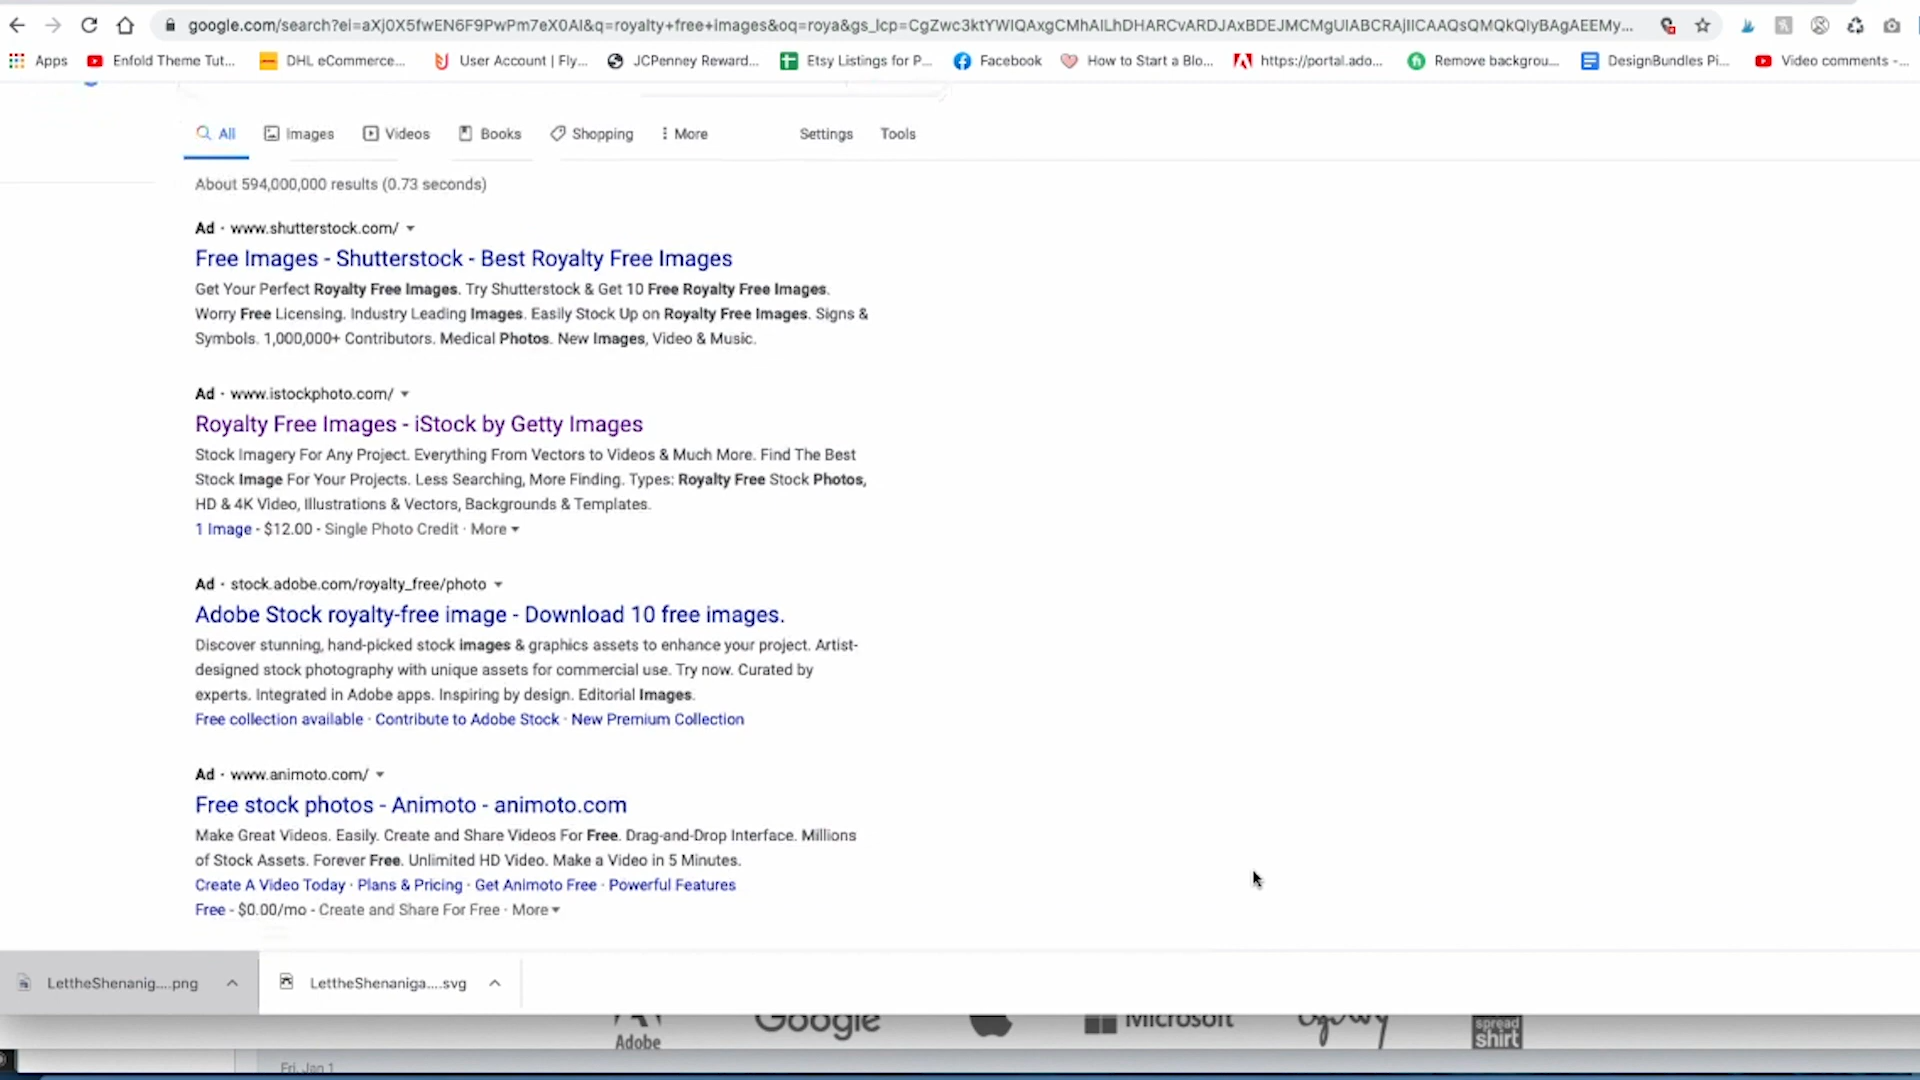 google.com/search?ei=aXj0X5fwEN6F9PwPm7eX0AI&q=royalty+free+images&oq=roya&gs_lcp=CgZwc3ktYWIQAxgCMhAILhDHARCvARDJAxBDEJMCMgUIABCRAjIICAAQsQMQkQIyBAgAEEMy...
Apps Enfold Theme Tut... DHL eCommerce... User Account | Fly... JCPenney Reward... Etsy Listings for P... Facebook How to Start a Blo... https://portal.ado... Remove backgrou... DesignBundles Pi... Video comments -...
All Images Videos Books Shopping More Settings Tools
About 594,000,000 results (0.73 seconds)
Ad · www.shutterstock.com/
Free Images - Shutterstock - Best Royalty Free Images
Get Your Perfect Royalty Free Images. Try Shutterstock & Get 10 Free Royalty Free Images.
Worry Free Licensing. Industry Leading Images. Easily Stock Up on Royalty Free Images. Signs &
Symbols. 1,000,000+ Contributors. Medical Photos. New Images, Video & Music.
Ad · www.istockphoto.com/
Royalty Free Images - iStock by Getty Images
Stock Imagery For Any Project. Everything From Vectors to Videos & Much More. Find The Best
Stock Image For Your Projects. Less Searching, More Finding. Types: Royalty Free Stock Photos,
HD & 4K Video, Illustrations & Vectors, Backgrounds & Templates.
1 Image - $12.00 - Single Photo Credit · More
Ad · stock.adobe.com/royalty_free/photo
Adobe Stock royalty-free image - Download 10 free images.
Discover stunning, hand-picked stock images & graphics assets to enhance your project. Artist-
designed stock photography with unique assets for commercial use. Try now. Curated by
experts. Integrated in Adobe apps. Inspiring by design. Editorial Images.
Free collection available · Contribute to Adobe Stock · New Premium Collection
Ad · www.animoto.com/
Free stock photos - Animoto - animoto.com
Make Great Videos. Easily. Create and Share Videos For Free. Drag-and-Drop Interface. Millions
of Stock Assets. Forever Free. Unlimited HD Video. Make a Video in 5 Minutes.
Create A Video Today · Plans & Pricing · Get Animoto Free · Powerful Features
Free - $0.00/mo - Create and Share For Free · More
LettheShenanig....png LettheShenaniga....svg
Adobe Google Microsoft Ogilvy spread shirt
Fri, Jan 1